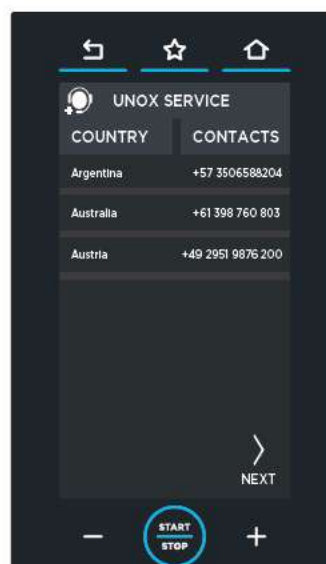 UNOX SERVICE
COUNTRY CONTACTS
Argentina +57 3506588204
Australia +61 398 760 803
Austria +49 2951 9876 200
NEXT
START
STOP